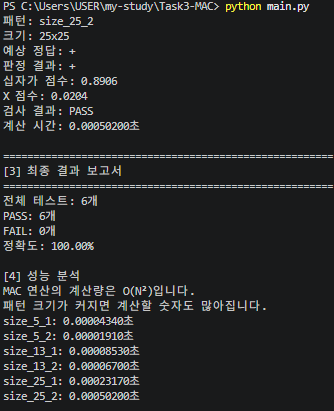 PS C:\Users\USER\my-study\Task3-MAC> python main.py
패턴: size_25_2
크기: 25x25
예상 정답: +
판정 결과: +
십자가 점수: 0.8906
X 점수: 0.0204
검사 결과: PASS
계산 시간: 0.00050200초
==================================================
[3] 최종 결과 보고서
==================================================
전체 테스트: 6개
PASS: 6개
FAIL: 0개
정확도: 100.00%
[4] 성능 분석
MAC 연산의 계산량은 O(N²)입니다.
패턴 크기가 커지면 계산할 숫자도 많아집니다.
size_5_1: 0.00004340초
size_5_2: 0.00001910초
size_13_1: 0.00008530초
size_13_2: 0.00006700초
size_25_1: 0.00023170초
size_25_2: 0.00050200초